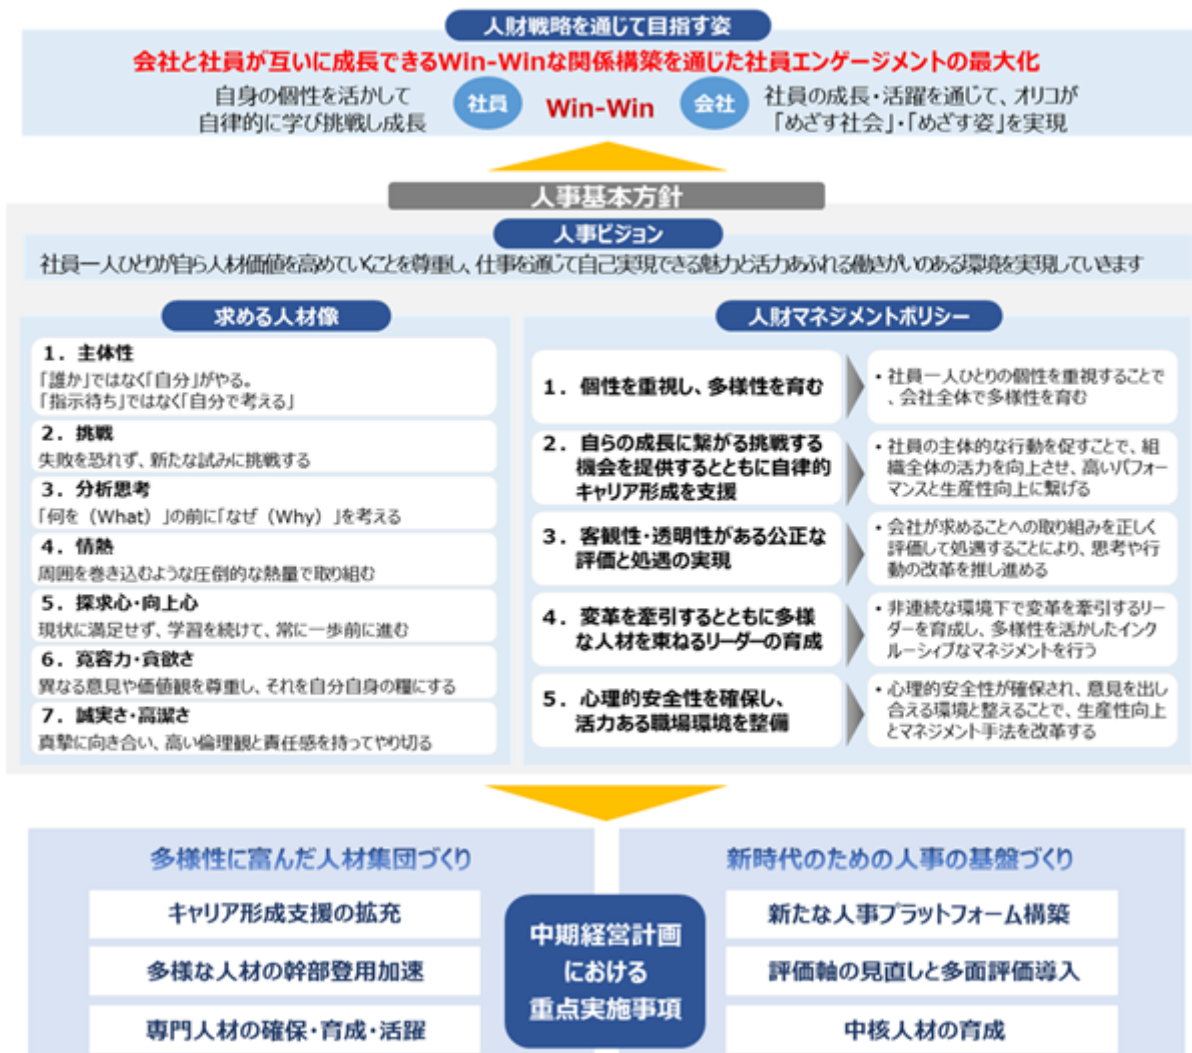 人財戦略を通じて目指す姿
会社と社員が互いに成長できるWin-Winな関係構築を通じた社員エンゲージメントの最大化
自身の個性を活かして
自律的に学び挑戦し成長
社員
Win-Win
会社
社員の成長・活躍を通じて、オリコが
「めざす社会」・「めざす姿」を実現
人事基本方針
人事ビジョン
社員一人ひとりが自ら人材価値を高めていくことを尊重し、仕事を通じて自己実現できる魅力と活力あふれる働きがいのある環境を実現していきます
求める人材像
1. 主体性
「誰か」ではなく「自分」がやる。
「指示待ち」ではなく「自分で考える」
2. 挑戦
失敗を恐れず、新たな試みに挑戦する
3. 分析思考
「何を（What）」の前に「なぜ（Why）」を考える
4. 情熱
周囲を巻き込むような圧倒的な熱量で取り組む
5. 探求心・向上心
現状に満足せず、学習を続けて、常に一歩前に進む
6. 寛容力・貪欲さ
異なる意見や価値観を尊重し、それを自分自身の糧にする
7. 誠実さ・高潔さ
真摯に向き合い、高い倫理観と責任感を持ってやり切る
人財マネジメントポリシー
1. 個性を重視し、多様性を育む
・社員一人ひとりの個性を重視することで
、会社全体で多様性を育む
2. 自らの成長に繋がる挑戦する
機会を提供するとともに自律的
キャリア形成を支援
・社員の主体的な行動を促すことで、組
織全体の活力を向上させ、高いパフォー
マンスと生産性向上に繋げる
3. 客観性・透明性がある公正な
評価と処遇の実現
・会社が求めることへの取り組みを正しく
評価して処遇することにより、思考や行
動の改革を推し進める
4. 変革を牽引するとともに多様
な人材を束ねるリーダーの育成
・非連続な環境下で変革を牽引するリー
ダーを育成し、多様性を活かしたインク
ルーシィブなマネジメントを行う
5. 心理的安全性を確保し、
活力ある職場環境を整備
・心理的安全性が確保され、意見を出し
合える環境と整えることで、生産性向上
とマネジメント手法を改革する
多様性に富んだ人材集団づくり
キャリア形成支援の拡充
多様な人材の幹部登用加速
専門人材の確保・育成・活躍
中期経営計画
における
重点実施事項
新時代のための人事の基盤づくり
新たな人事プラットフォーム構築
評価軸の見直しと多面評価導入
中核人材の育成